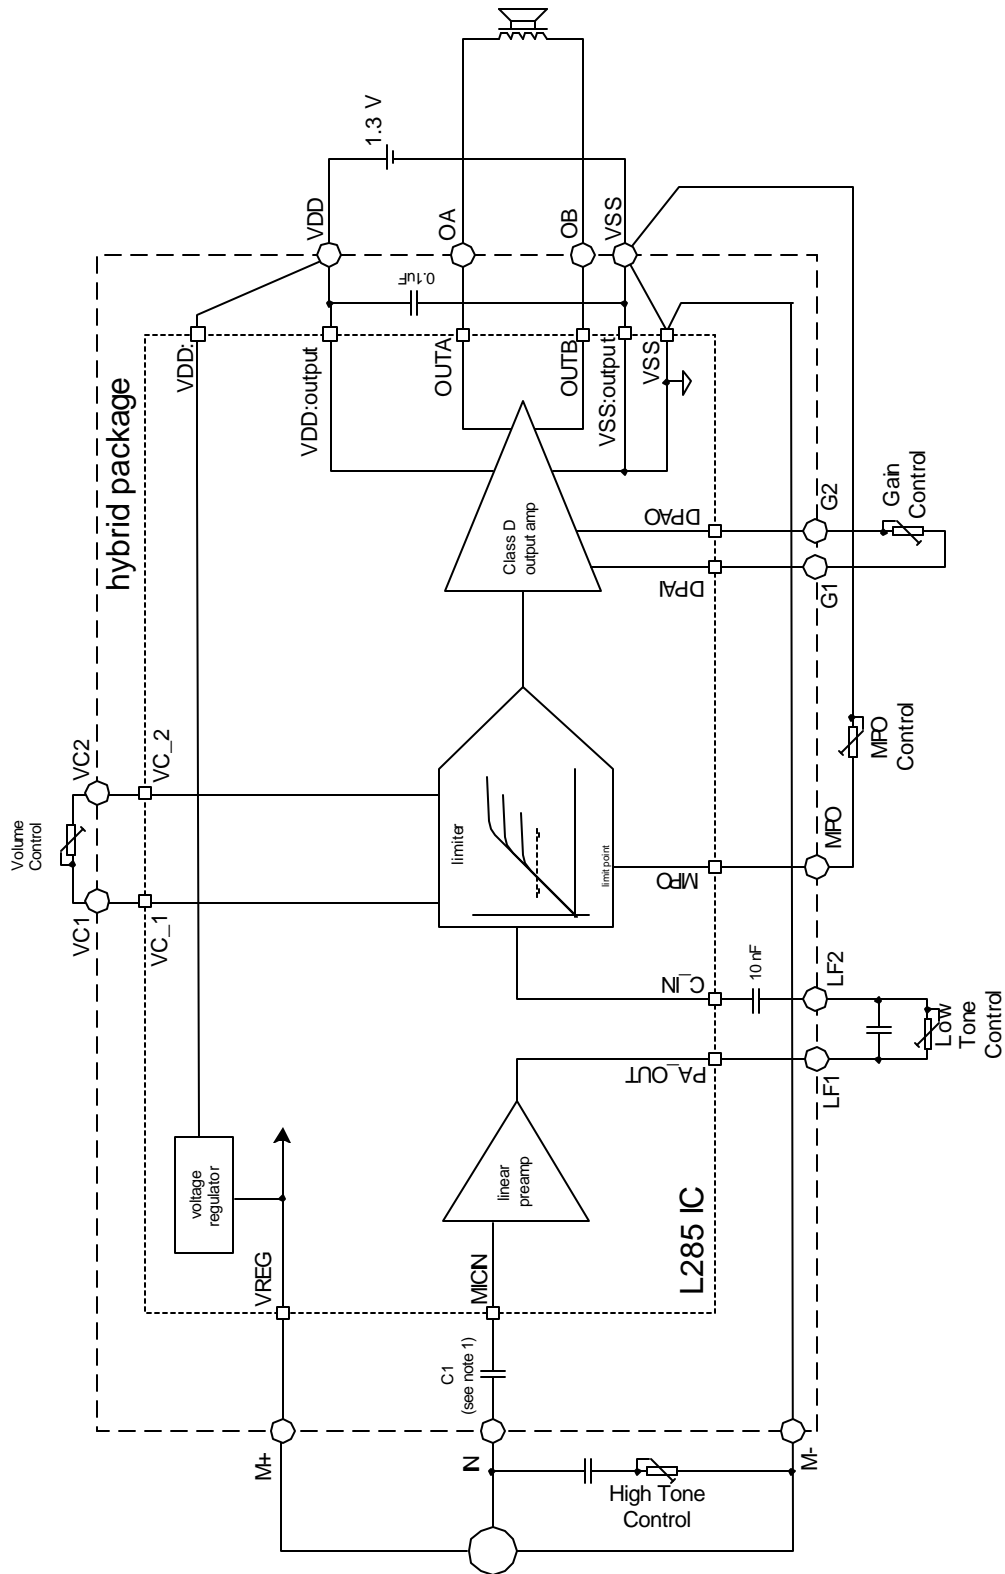 1.3 V
VDD
OA
OB
VSS
0.1uF
hybrid package
VDD:
VDD:output
OUTA
OUTB
VSS:output
VSS
Class D
output amp
DPAO
DPAI
G2
G1
Gain
Control
Volume
Control
VC2
VC1
VC_2
VC_1
limiter
limit point
MPO
MPO
MPO
Control
C_IN
10 nF
LF2
PA_OUT
LF1
Low
Tone
Control
voltage
regulator
linear
preamp
L285 IC
VREG
MICIN
C1
(see note 1)
M+
IN
M-
High Tone
Control